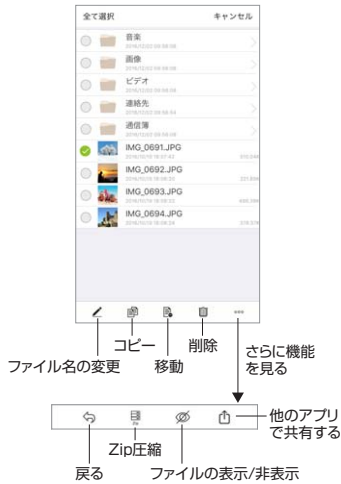 全て選択 キャンセル
音楽
画像
ビデオ
連絡先
通信簿
IMG_0691.JPG
IMG_0692.JPG
IMG_0693.JPG
IMG_0694.JPG
コピー 削除
ファイル名の変更 移動
さらに機能
を見る
他のアプリ
で共有する
Zip圧縮
戻る ファイルの表示/非表示